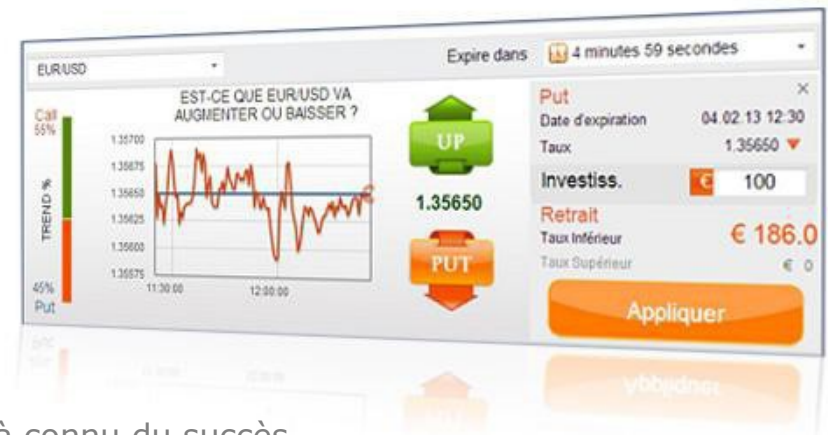 EUR/USD
Expire dans 4 minutes 59 secondes
EST-CE QUE EUR/USD VA
AUGMENTER OU BAISSER ?
Call
55%
TREND %
45%
Put
1.35700
1.35675
1.35650
1.35625
1.35600
1.35575
11:30:00 12:00:00
UP
1.35650
PUT
Put ×
Date d'expiration 04.02.13 12:30
Taux 1.35650
Investiss. € 100
Retrait
Taux Inférieur € 186.0
Taux Supérieur € 0
Appliquer
à connu du succès